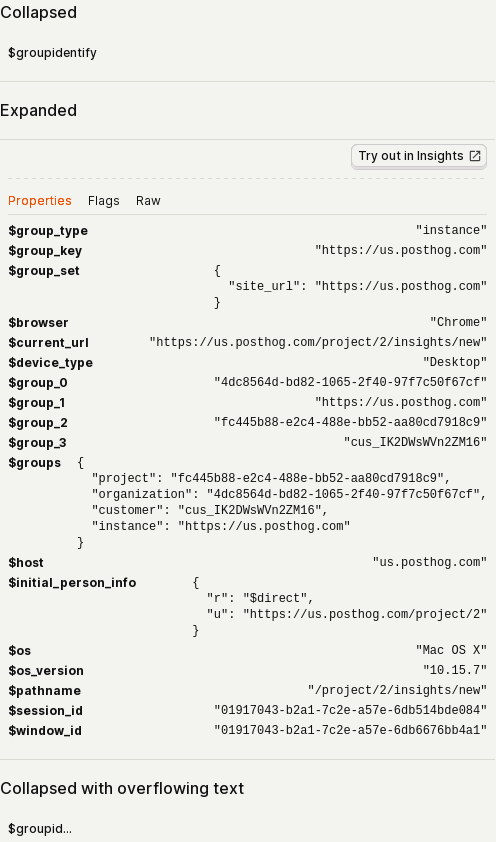 Collapsed
$groupidentify
Expanded
Try out in Insights
Properties Flags Raw
$group_type "instance"
$group_key "https://us.posthog.com"
$group_set {
"site_url": "https://us.posthog.com"
}
$browser "Chrome"
$current_url "https://us.posthog.com/project/2/insights/new"
$device_type "Desktop"
$group_0 "4dc8564d-bd82-1065-2f40-97f7c50f67cf"
$group_1 "https://us.posthog.com"
$group_2 "fc445b88-e2c4-488e-bb52-aa80cd7918c9"
$group_3 "cus_IK2DWsWVn2ZM16"
$groups {
"project": "fc445b88-e2c4-488e-bb52-aa80cd7918c9",
"organization": "4dc8564d-bd82-1065-2f40-97f7c50f67cf",
"customer": "cus_IK2DWsWVn2ZM16",
"instance": "https://us.posthog.com"
}
$host "us.posthog.com"
$initial_person_info {
"r": "$direct",
"u": "https://us.posthog.com/project/2"
}
$os "Mac OS X"
$os_version "10.15.7"
$pathname "/project/2/insights/new"
$session_id "01917043-b2a1-7c2e-a57e-6db514bde084"
$window_id "01917043-b2a1-7c2e-a57e-6db6676bb4a1"
Collapsed with overflowing text
$groupid...